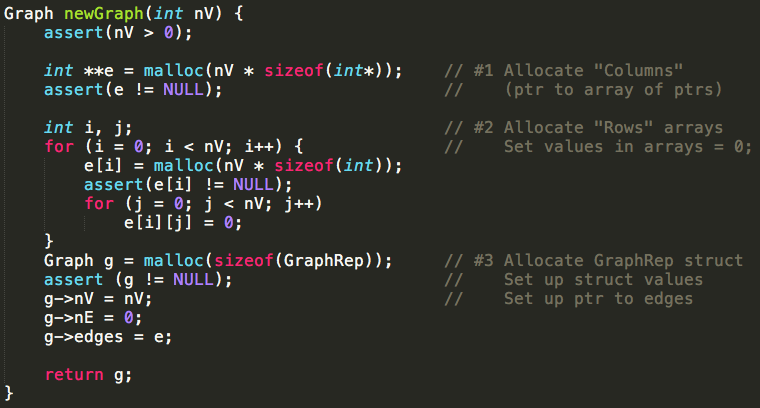 Graph newGraph(int nV) {
    assert(nV > 0);

    int **e = malloc(nV * sizeof(int*));    // #1 Allocate "Columns"
    assert(e != NULL);                      //    (ptr to array of ptrs)

    int i, j;                               // #2 Allocate "Rows" arrays
    for (i = 0; i < nV; i++) {              //    Set values in arrays = 0;
        e[i] = malloc(nV * sizeof(int));
        assert(e[i] != NULL);
        for (j = 0; j < nV; j++)
            e[i][j] = 0;
    }
    Graph g = malloc(sizeof(GraphRep));     // #3 Allocate GraphRep struct
    assert (g != NULL);                     //    Set up struct values
    g->nV = nV;                             //    Set up ptr to edges
    g->nE = 0;
    g->edges = e;

    return g;
}